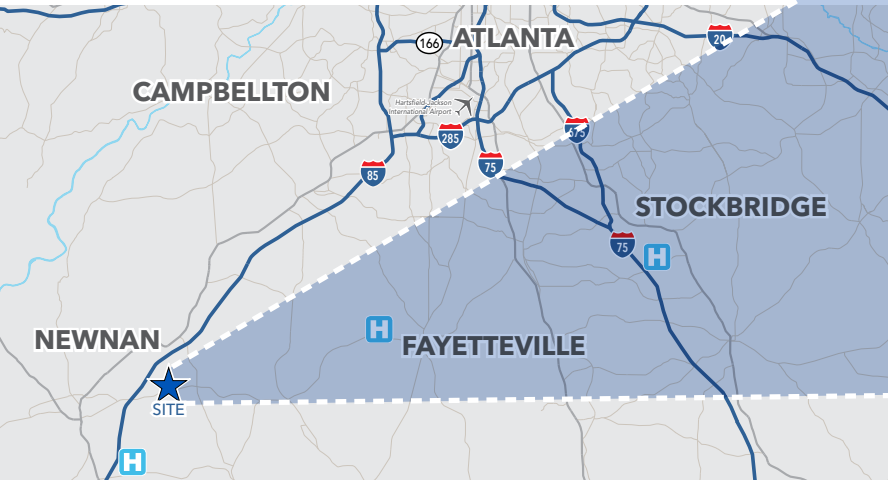 20
166
ATLANTA
CAMPBELLTON
Hartsfield-Jackson
International Airport
675
285
75
85
STOCKBRIDGE
75
H
H
NEWNAN
FAYETTEVILLE
SITE
H